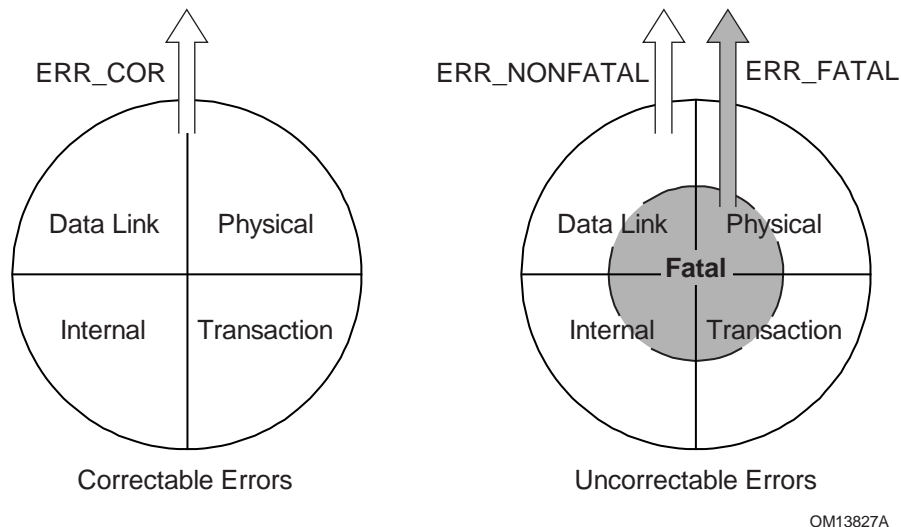 ERR_COR
ERR_NONFATAL
ERR_FATAL
Data Link
Physical
Internal
Transaction
Data Link
Physical
Fatal
Internal
Transaction
Correctable Errors
Uncorrectable Errors
OM13827A